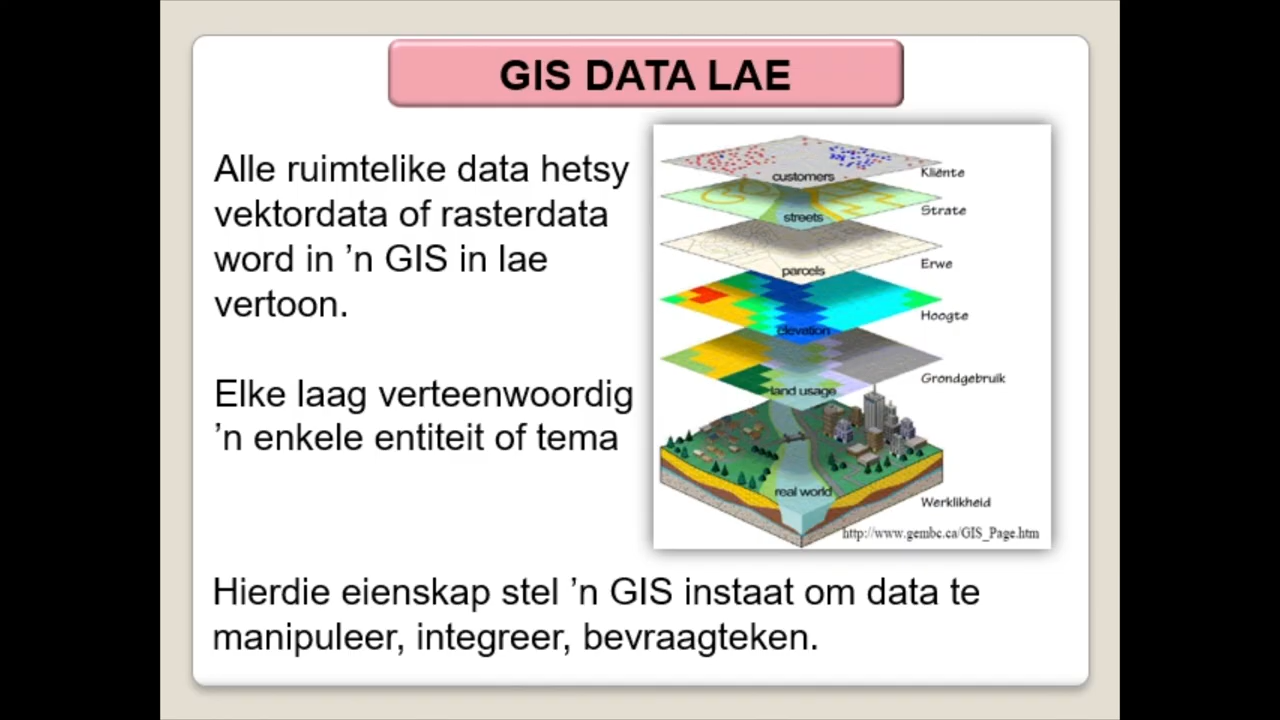 GIS DATA LAE
Alle ruimtelike data hetsy
vektordata of rasterdata
word in ’n GIS in lae
vertoon.
Elke laag verteenwoordig
’n enkele entiteit of tema
customers
Kliënte
streets
Strate
parcels
Erwe
elevation
Hoogte
land usage
Grondgebruik
real world
Werklikheid
http://www.gembc.ca/GIS_Page.htm
Hierdie eienskap stel ’n GIS instaat om data te
manipuleer, integreer, bevraagteken.